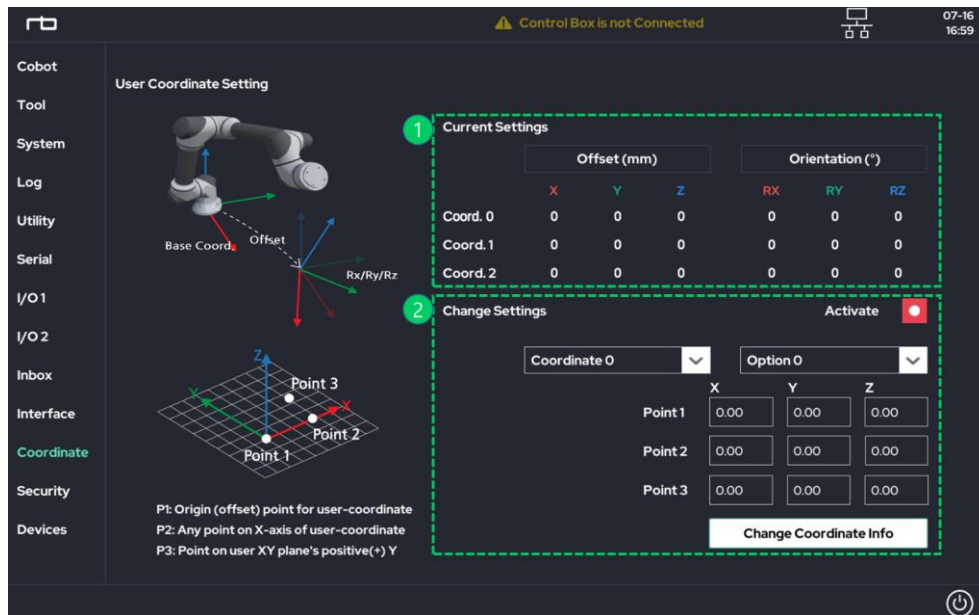 rb
Control Box is not Connected
07-16
16:59
Cobot
Tool
System
Log
Utility
Serial
I/O 1
I/O 2
Inbox
Interface
Coordinate
Security
Devices
User Coordinate Setting
Base Coord.
Offset
Rx/Ry/Rz
Z
Y
X
Point 3
Point 2
Point 1
P1: Origin (offset) point for user-coordinate
P2: Any point on X-axis of user-coordinate
P3: Point on user XY plane's positive(+) Y
1
Current Settings
Offset (mm) Orientation (°)
X Y Z RX RY RZ
Coord. 0 0 0 0 0 0 0
Coord. 1 0 0 0 0 0 0
Coord. 2 0 0 0 0 0 0
2
Change Settings Activate
Coordinate 0 Option 0
X Y Z
Point 1 0.00 0.00 0.00
Point 2 0.00 0.00 0.00
Point 3 0.00 0.00 0.00
Change Coordinate Info